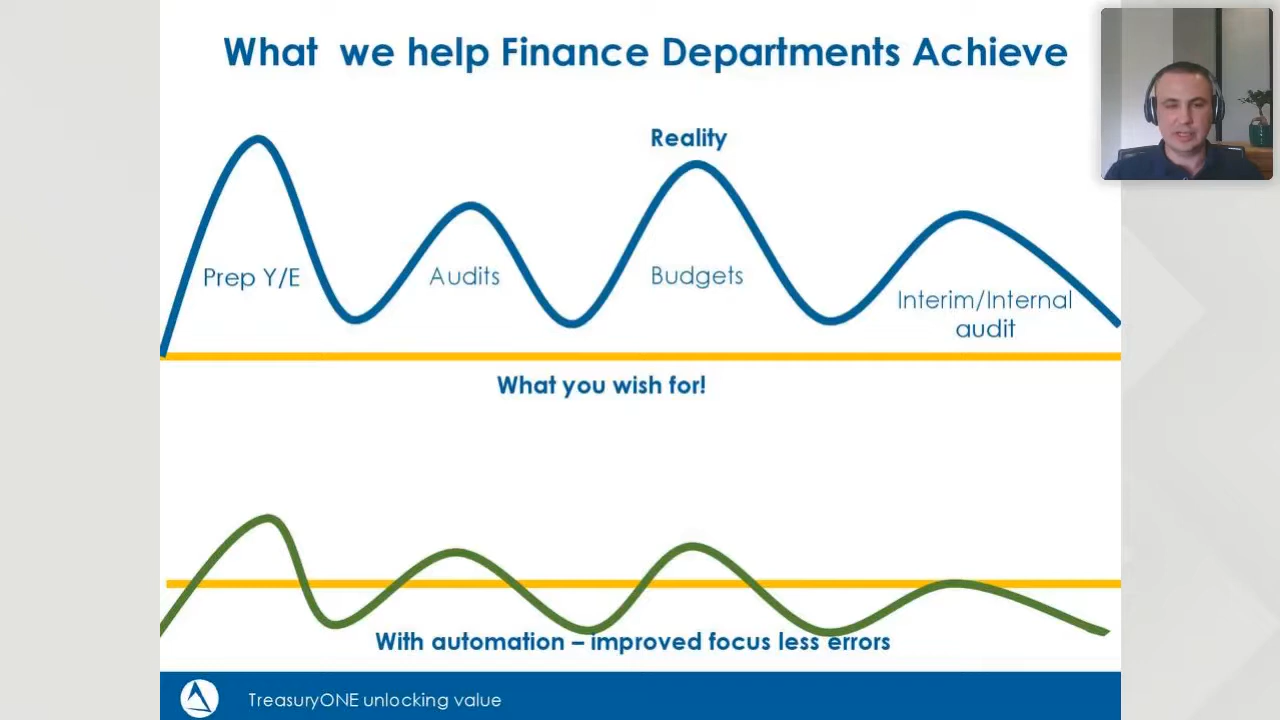 What we help Finance Departments Achieve
Reality
Prep Y/E
Audits
Budgets
Interim/Internal
audit
What you wish for!
With automation – improved focus less errors
TreasuryONE unlocking value